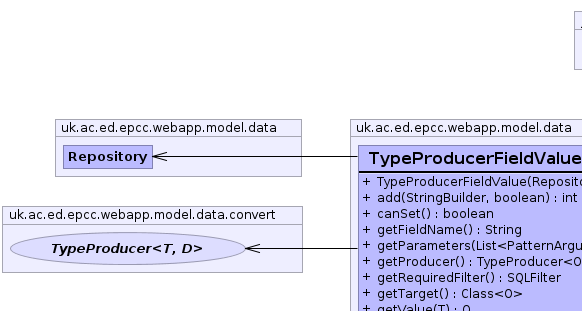 uk.ac.ed.epcc.webapp.model.data
Repository
uk.ac.ed.epcc.webapp.model.data.convert
TypeProducer<T, D>
uk.ac.ed.epcc.webapp.model.data
TypeProducerFieldValue
+ TypeProducerFieldValue(Reposito
+ add(StringBuilder, boolean) : int
+ canSet() : boolean
+ getFieldName() : String
+ getParameters(List<PatternArgu
+ getProducer() : TypeProducer<O
+ getRequiredFilter() : SQLFilter
+ getTarget() : Class<O>
+ getValue(T) : O